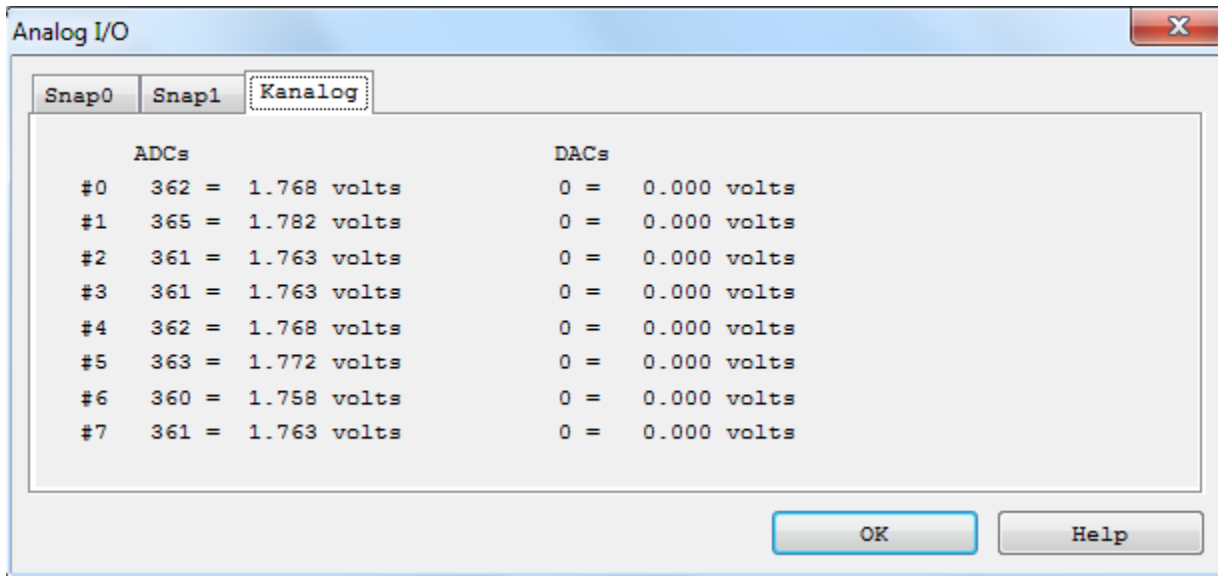 Analog I/O
Snap0 Snap1 Kanalog
ADCs DACs
#0 362 = 1.768 volts 0 = 0.000 volts
#1 365 = 1.782 volts 0 = 0.000 volts
#2 361 = 1.763 volts 0 = 0.000 volts
#3 361 = 1.763 volts 0 = 0.000 volts
#4 362 = 1.768 volts 0 = 0.000 volts
#5 363 = 1.772 volts 0 = 0.000 volts
#6 360 = 1.758 volts 0 = 0.000 volts
#7 361 = 1.763 volts 0 = 0.000 volts
OK Help